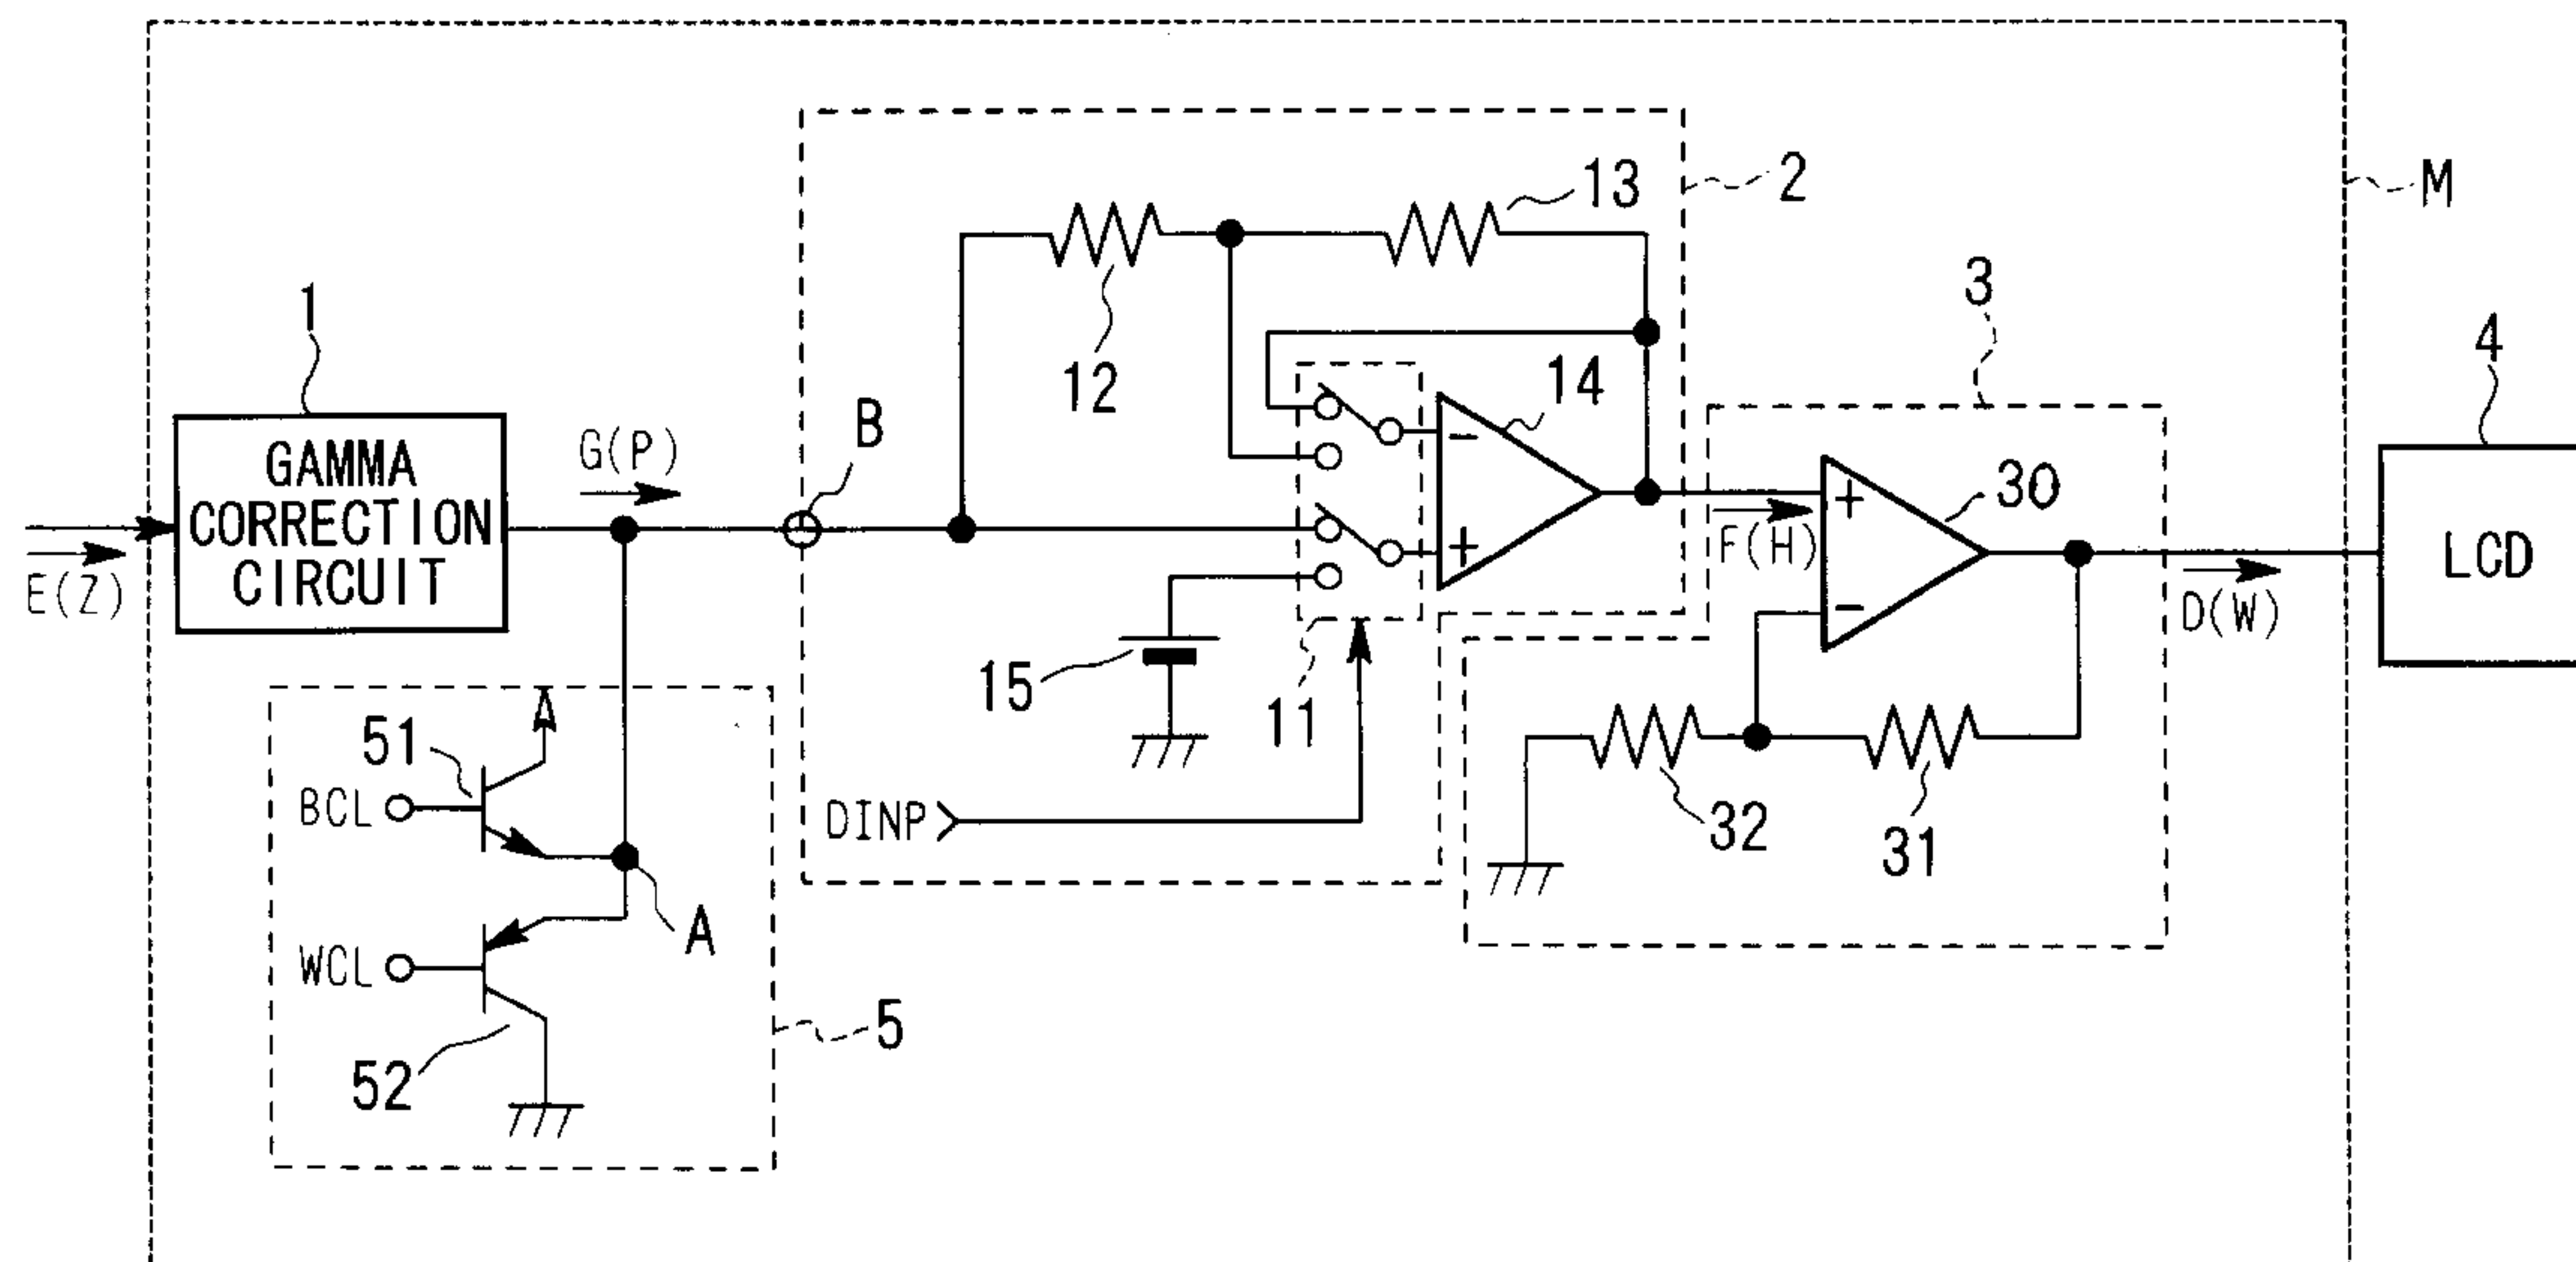 M
2
13
12
14
3
4
1
GAMMA
CORRECTION
CIRCUIT
G(P)
B
E(Z)
−
+
F(H)
+
−
30
D(W)
LCD
15
11
DINP
32
31
51
BCL
A
WCL
52
5